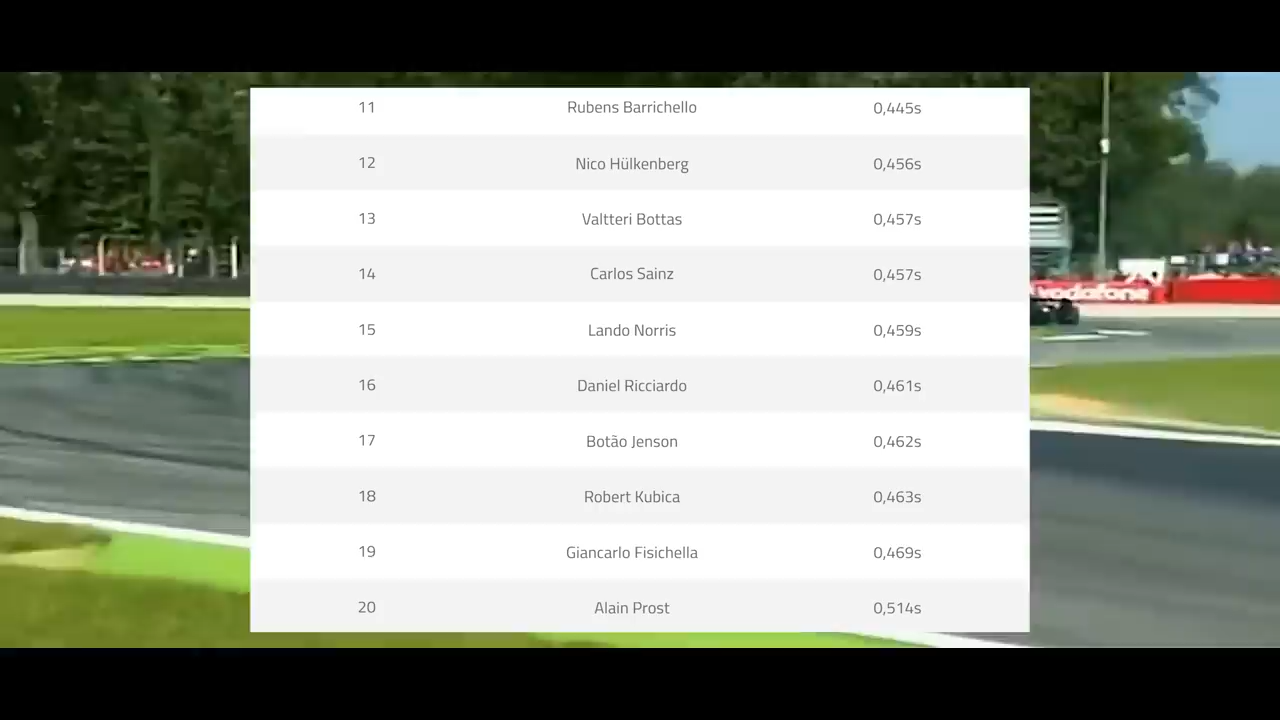 11 Rubens Barrichello 0,445s
12 Nico Hülkenberg 0,456s
13 Valtteri Bottas 0,457s
14 Carlos Sainz 0,457s
15 Lando Norris 0,459s
16 Daniel Ricciardo 0,461s
17 Botão Jenson 0,462s
18 Robert Kubica 0,463s
19 Giancarlo Fisichella 0,469s
20 Alain Prost 0,514s
vodafone